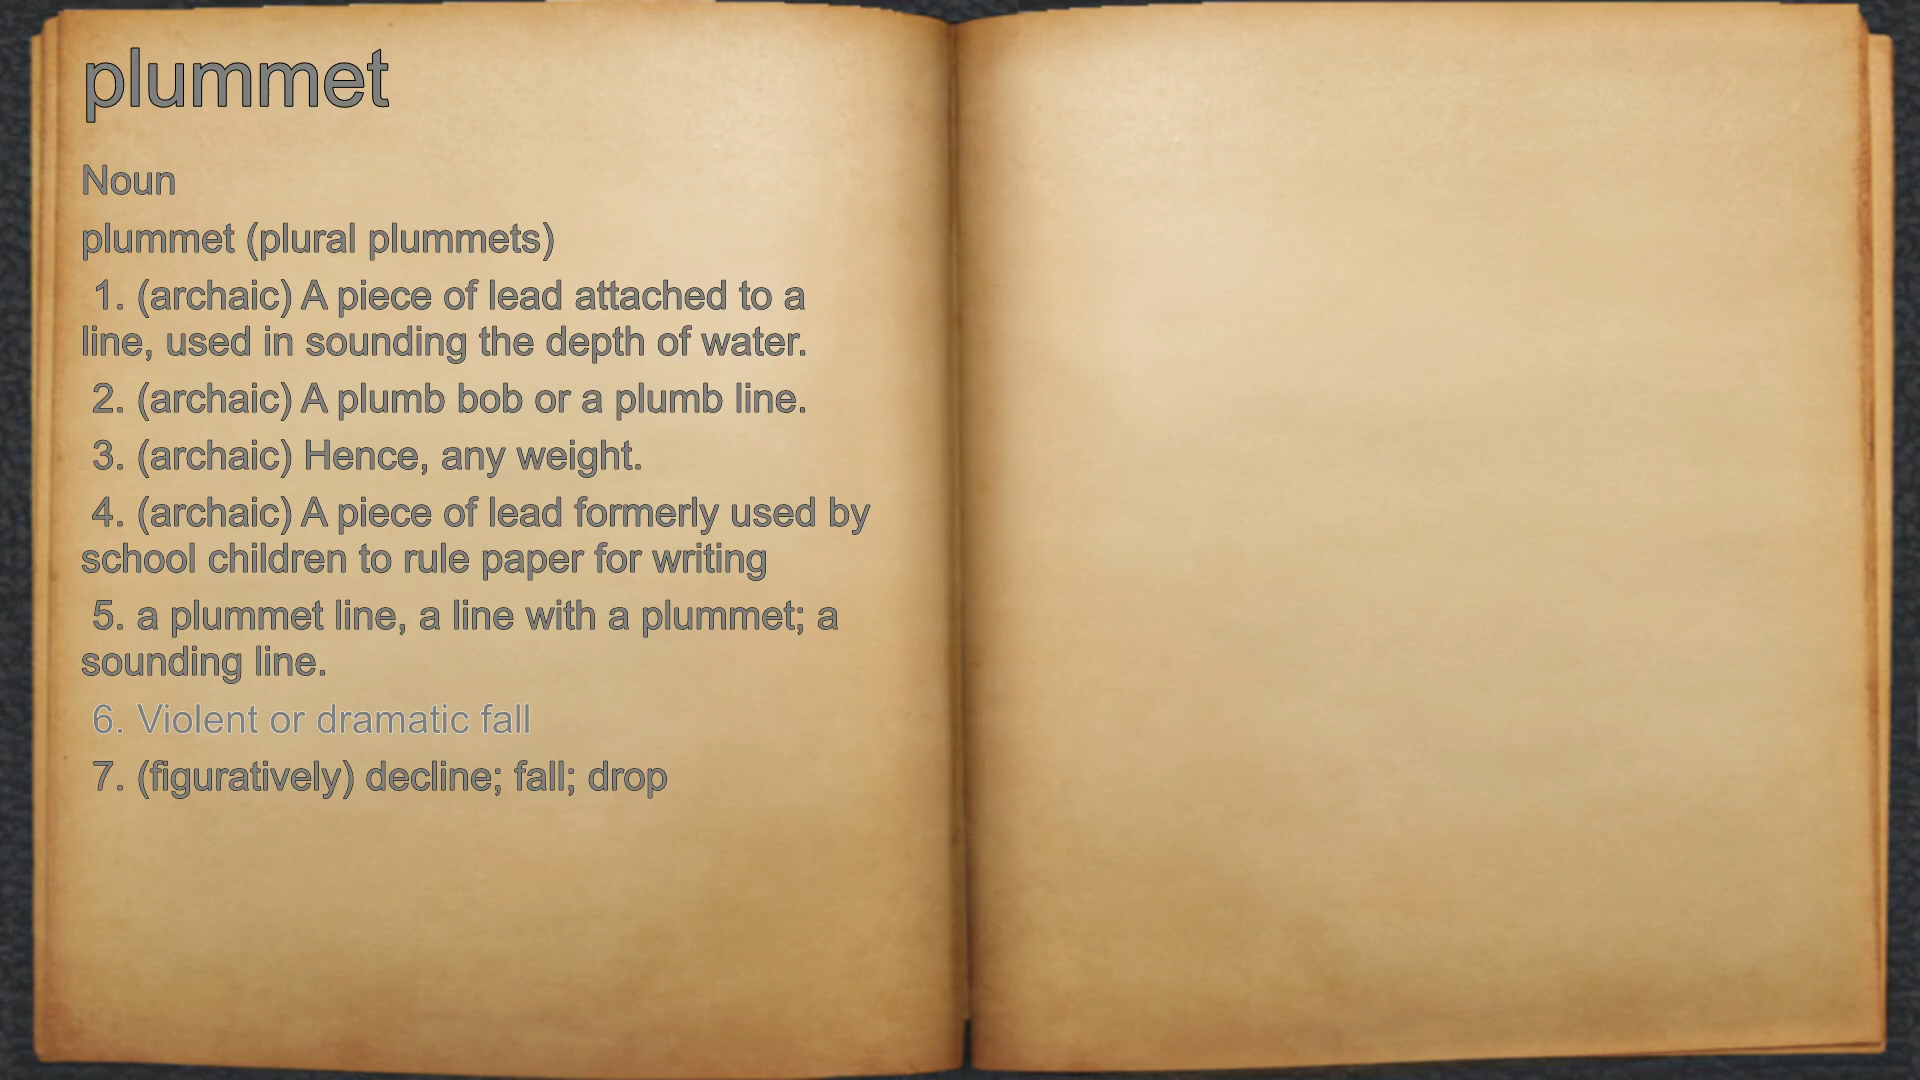 plummet
Noun
plummet (plural plummets)
1. (archaic) A piece of lead attached to a
line, used in sounding the depth of water.
2. (archaic) A plumb bob or a plumb line.
3. (archaic) Hence, any weight.
4. (archaic) A piece of lead formerly used by
school children to rule paper for writing
5. a plummet line, a line with a plummet; a
sounding line.
6. Violent or dramatic fall
7. (figuratively) decline; fall; drop